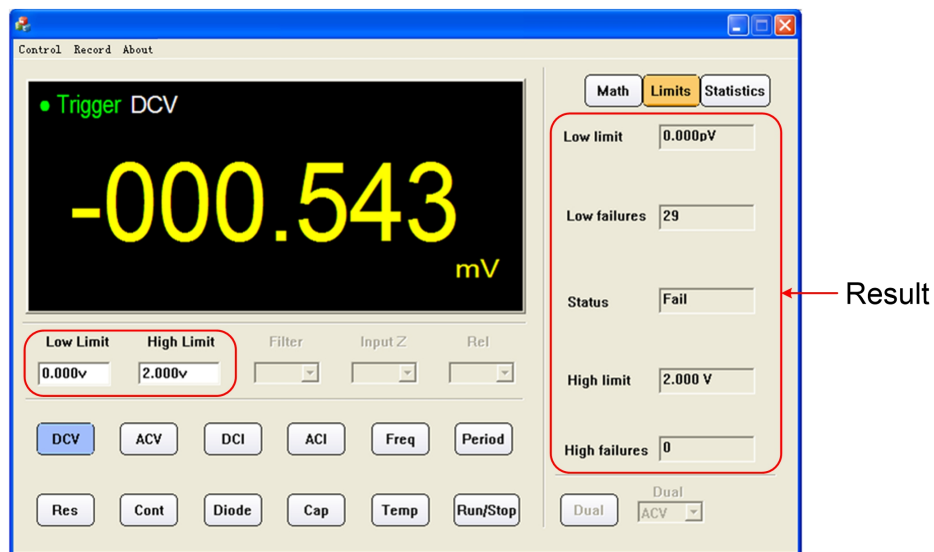 Control Record About
Trigger DCV
-000.543
mV
Low Limit High Limit Filter Input Z Rel
0.000v 2.000v
DCV ACV DCI ACI Freq Period
Res Cont Diode Cap Temp Run/Stop
Math Limits Statistics
Low limit 0.000pV
Low failures 29
Status Fail
High limit 2.000 V
High failures 0
Dual
Dual ACV
Result